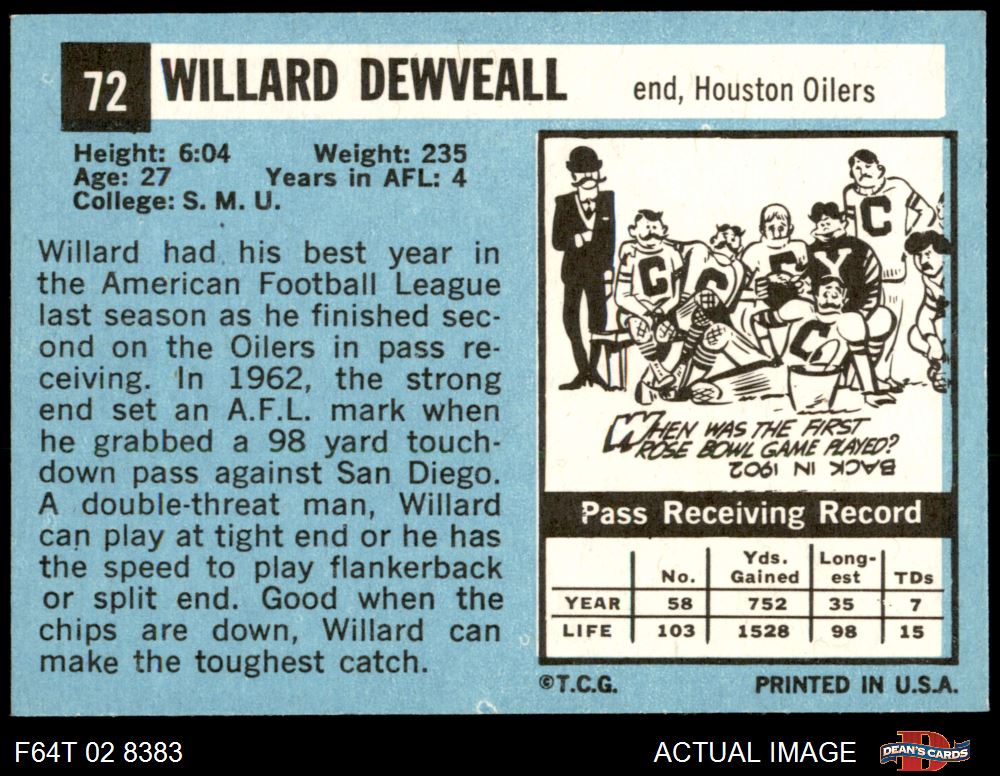 72 WILLARD DEWVEALL end, Houston Oilers
Height: 6:04 Weight: 235
Age: 27 Years in AFL: 4
College: S. M. U.
Willard had his best year in
the American Football League
last season as he finished sec-
ond on the Oilers in pass re-
ceiving. In 1962, the strong
end set an A.F.L. mark when
he grabbed a 98 yard touch-
down pass against San Diego.
A double-threat man, Willard
can play at tight end or he has
the speed to play flankerback
or split end. Good when the
chips are down, Willard can
make the toughest catch.
C
C
C
C
Y
C
C
WHEN WAS THE FIRST
ROSE BOWL GAME PLAYED?
BACK IN 1902
Pass Receiving Record
No. Yds. Gained Long-est TDs
YEAR 58 752 35 7
LIFE 103 1528 98 15
©T.C.G. PRINTED IN U.S.A.
F64T 02 8383 ACTUAL IMAGE D DEAN'S CARDS